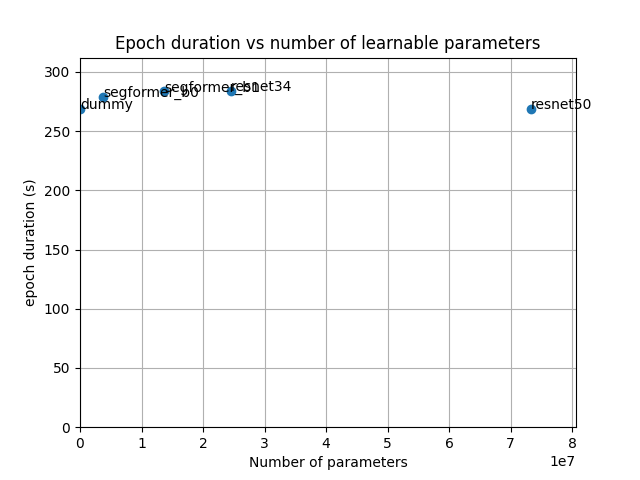 Epoch duration vs number of learnable parameters
300
250
200
150
100
50
0
epoch duration (s)
dummy
segformer_b0
segformer_b1
resnet34
resnet50
0 1 2 3 4 5 6 7 8
1e7
Number of parameters